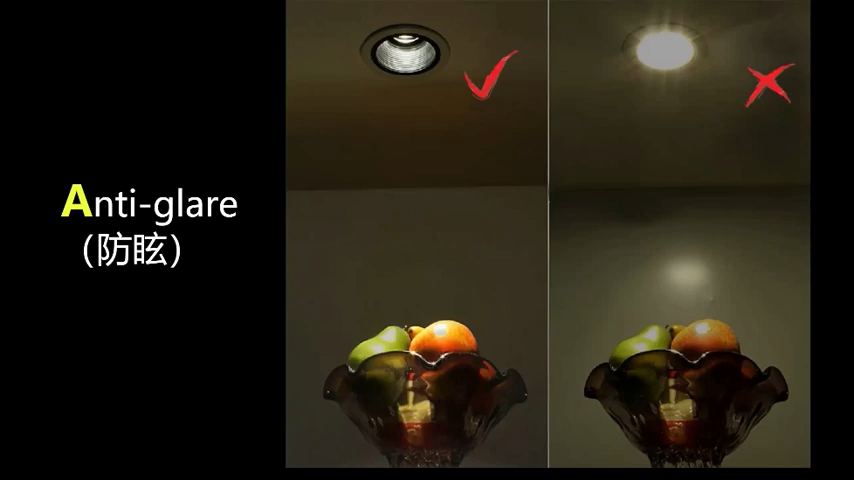 Anti-glare
（防眩）